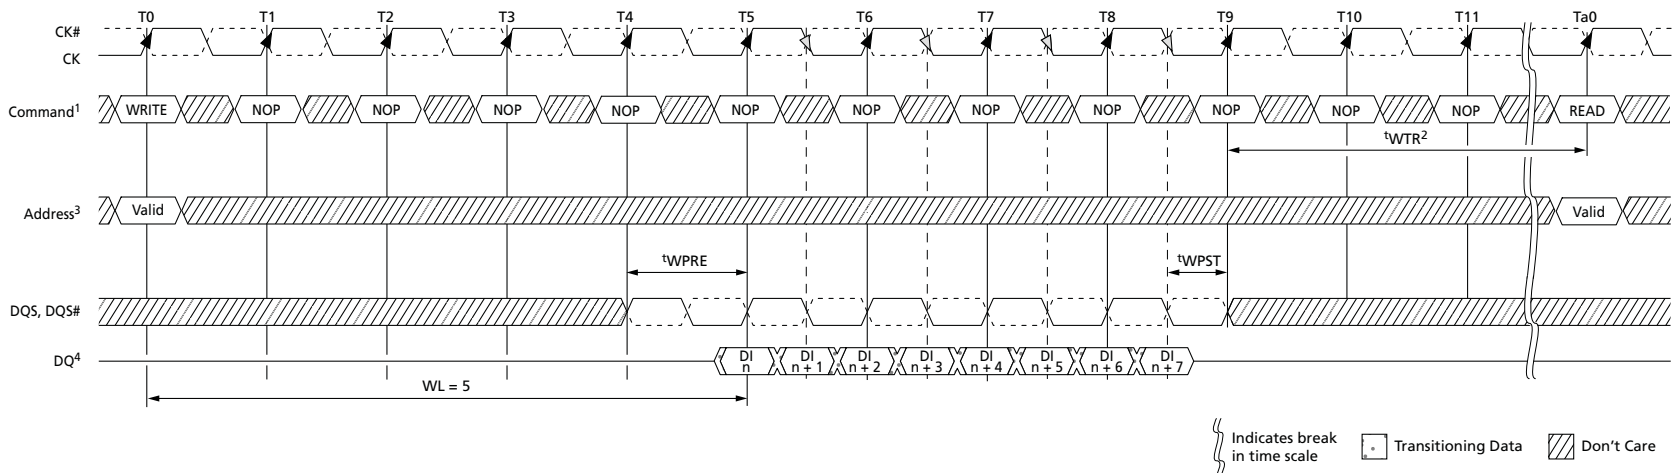 T0 T1 T2 T3 T4 T5 T6 T7 T8 T9 T10 T11 Ta0
CK#
CK
Command1 WRITE NOP NOP NOP NOP NOP NOP NOP NOP NOP NOP NOP READ
tWTR2
Address3 Valid Valid
tWPRE tWPST
DQS, DQS#
DQ4 DI n DI n + 1 DI n + 2 DI n + 3 DI n + 4 DI n + 5 DI n + 6 DI n + 7
WL = 5
Indicates break
in time scale
Transitioning Data
Don't Care